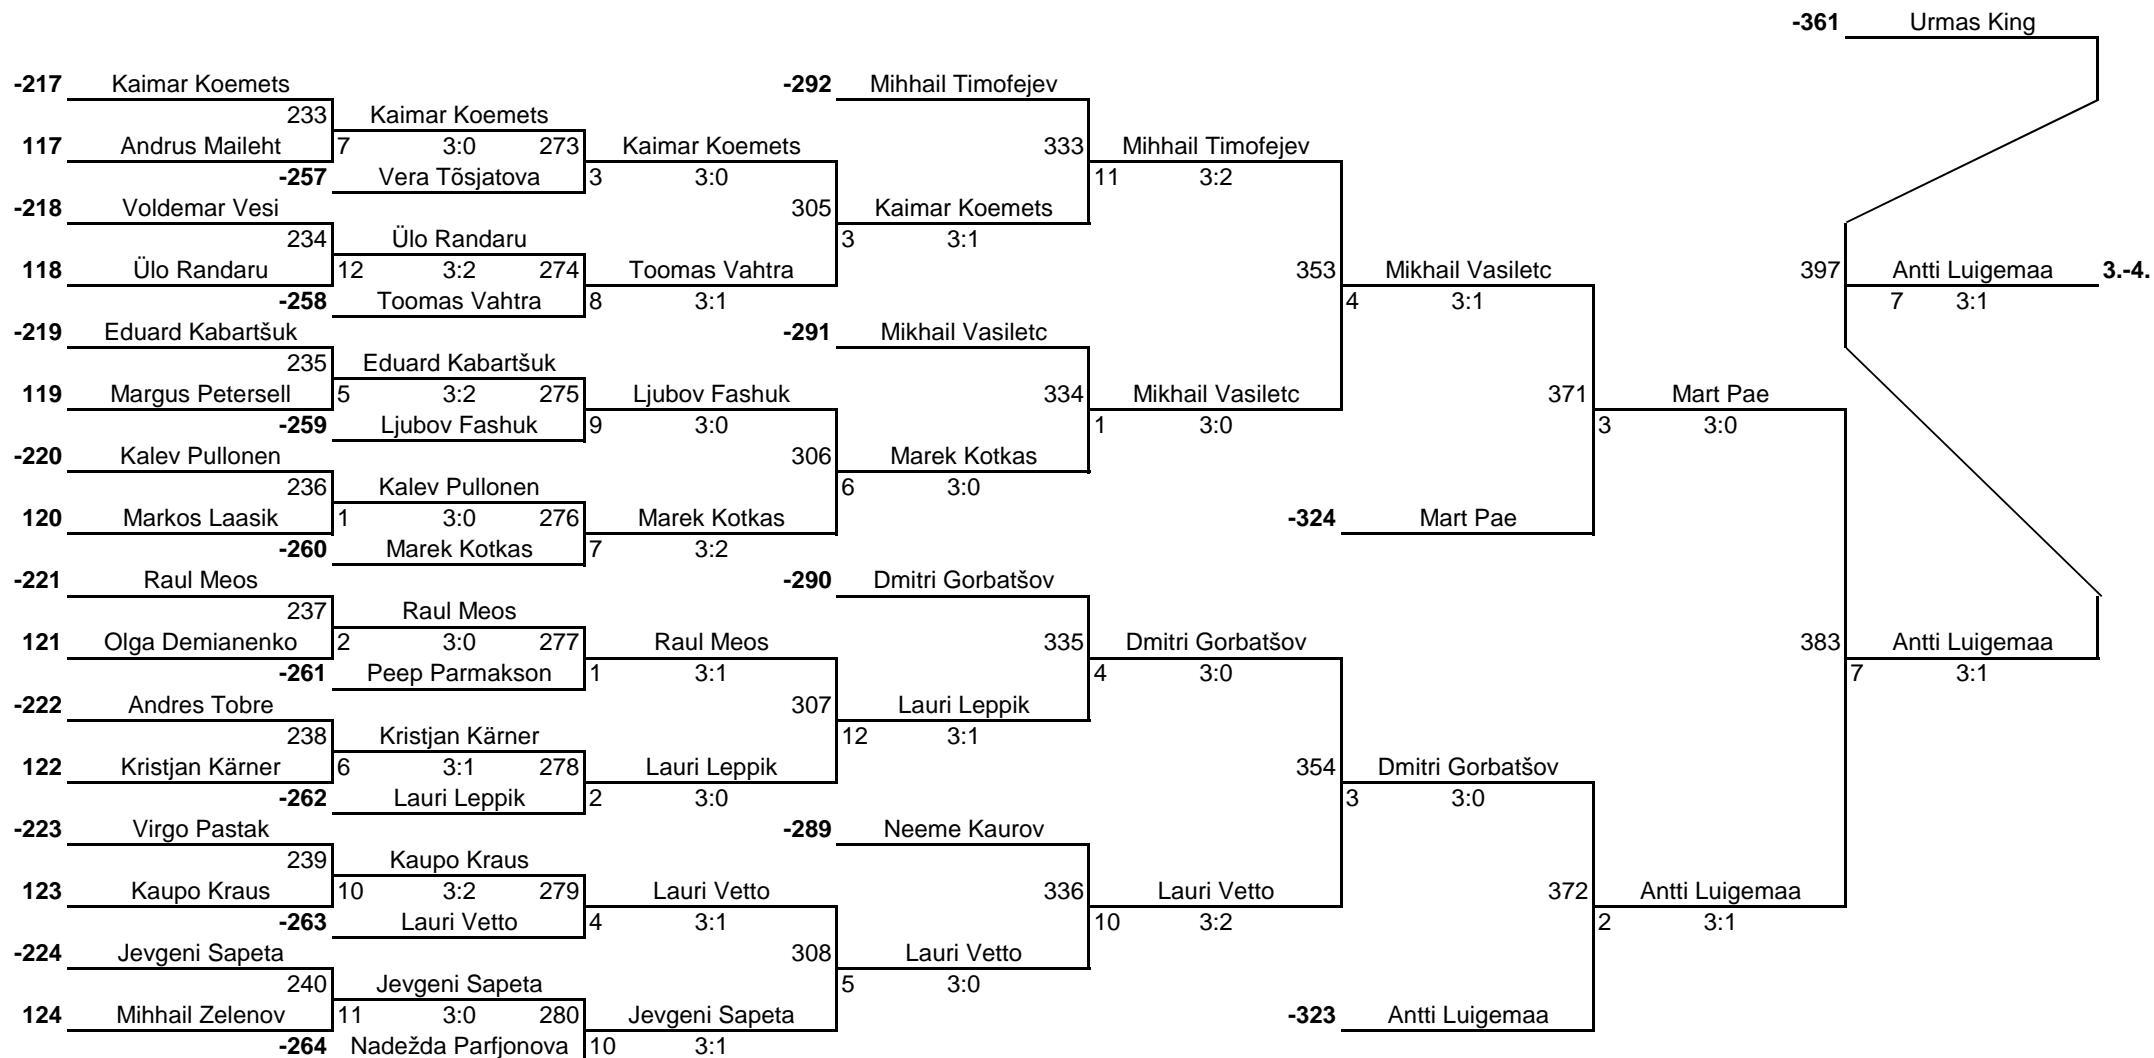 -361 Urmas King
-217 Kaimar Koemets -292 Mihhail Timofejev
233 Kaimar Koemets
117 Andrus Maileht 7 3:0 273 Kaimar Koemets 333 Mihhail Timofejev
-257 Vera Tõsjatova 3 3:0 11 3:2
-218 Voldemar Vesi 305 Kaimar Koemets
234 Ülo Randaru 3 3:1
118 Ülo Randaru 12 3:2 274 Toomas Vahtra 353 Mikhail Vasiletc 397 Antti Luigemaa 3.-4.
-258 Toomas Vahtra 8 3:1 4 3:1 7 3:1
-219 Eduard Kabartšuk -291 Mikhail Vasiletc
235 Eduard Kabartšuk
119 Margus Petersell 5 3:2 275 Ljubov Fashuk 334 Mikhail Vasiletc 371 Mart Pae
-259 Ljubov Fashuk 9 3:0 1 3:0 3 3:0
-220 Kalev Pullonen 306 Marek Kotkas
236 Kalev Pullonen 6 3:0
120 Markos Laasik 1 3:0 276 Marek Kotkas -324 Mart Pae
-260 Marek Kotkas 7 3:2
-221 Raul Meos -290 Dmitri Gorbatšov
237 Raul Meos
121 Olga Demianenko 2 3:0 277 Raul Meos 335 Dmitri Gorbatšov 383 Antti Luigemaa
-261 Peep Parmakson 1 3:1 4 3:0 7 3:1
-222 Andres Tobre 307 Lauri Leppik
238 Kristjan Kärner 12 3:1
122 Kristjan Kärner 6 3:1 278 Lauri Leppik 354 Dmitri Gorbatšov
-262 Lauri Leppik 2 3:0 3 3:0
-223 Virgo Pastak -289 Neeme Kaurov
239 Kaupo Kraus
123 Kaupo Kraus 10 3:2 279 Lauri Vetto 336 Lauri Vetto 372 Antti Luigemaa
-263 Lauri Vetto 4 3:1 10 3:2 2 3:1
-224 Jevgeni Sapeta 308 Lauri Vetto
240 Jevgeni Sapeta 5 3:0
124 Mihhail Zelenov 11 3:0 280 Jevgeni Sapeta -323 Antti Luigemaa
-264 Nadežda Parfjonova 10 3:1